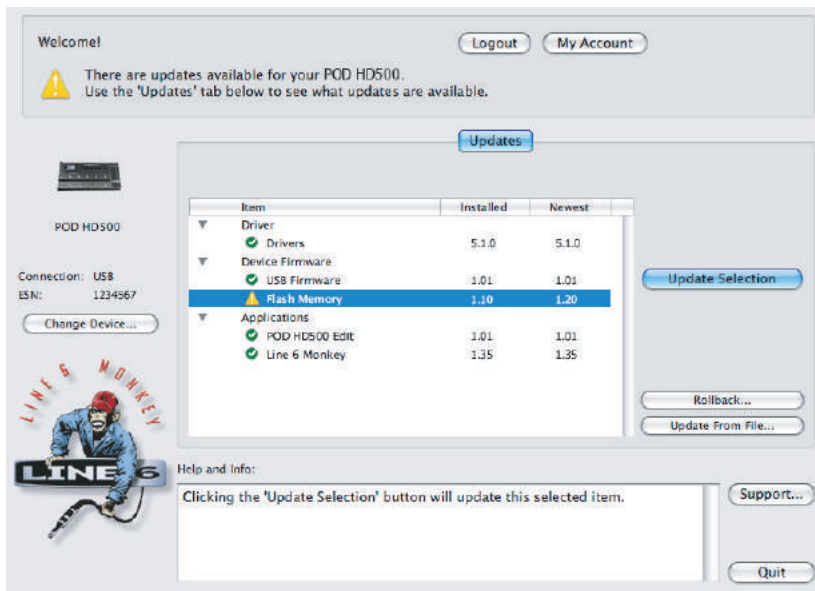 Welcome!
Logout
My Account
There are updates available for your POD HD500.
Use the 'Updates' tab below to see what updates are available.
Updates
POD HD500
Connection: USB
ESN: 1234567
Change Device...
Item Installed Newest
Driver
Drivers 5.1.0 5.1.0
Device Firmware
USB Firmware 1.01 1.01
Flash Memory 1.10 1.20
Applications
POD HD500 Edit 1.01 1.01
Line 6 Monkey 1.35 1.35
Update Selection
Rollback...
Update From File...
LINE 6 MONKEY
LINE 6
Help and Info:
Clicking the 'Update Selection' button will update this selected item.
Support...
Quit